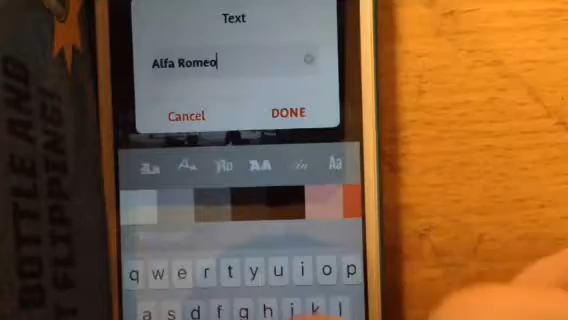 Text
Alfa Romeo
Cancel DONE
Aa
q w e r t y u i o p
a s d f g h j k l
BOTTLE AND
FLIPPING!